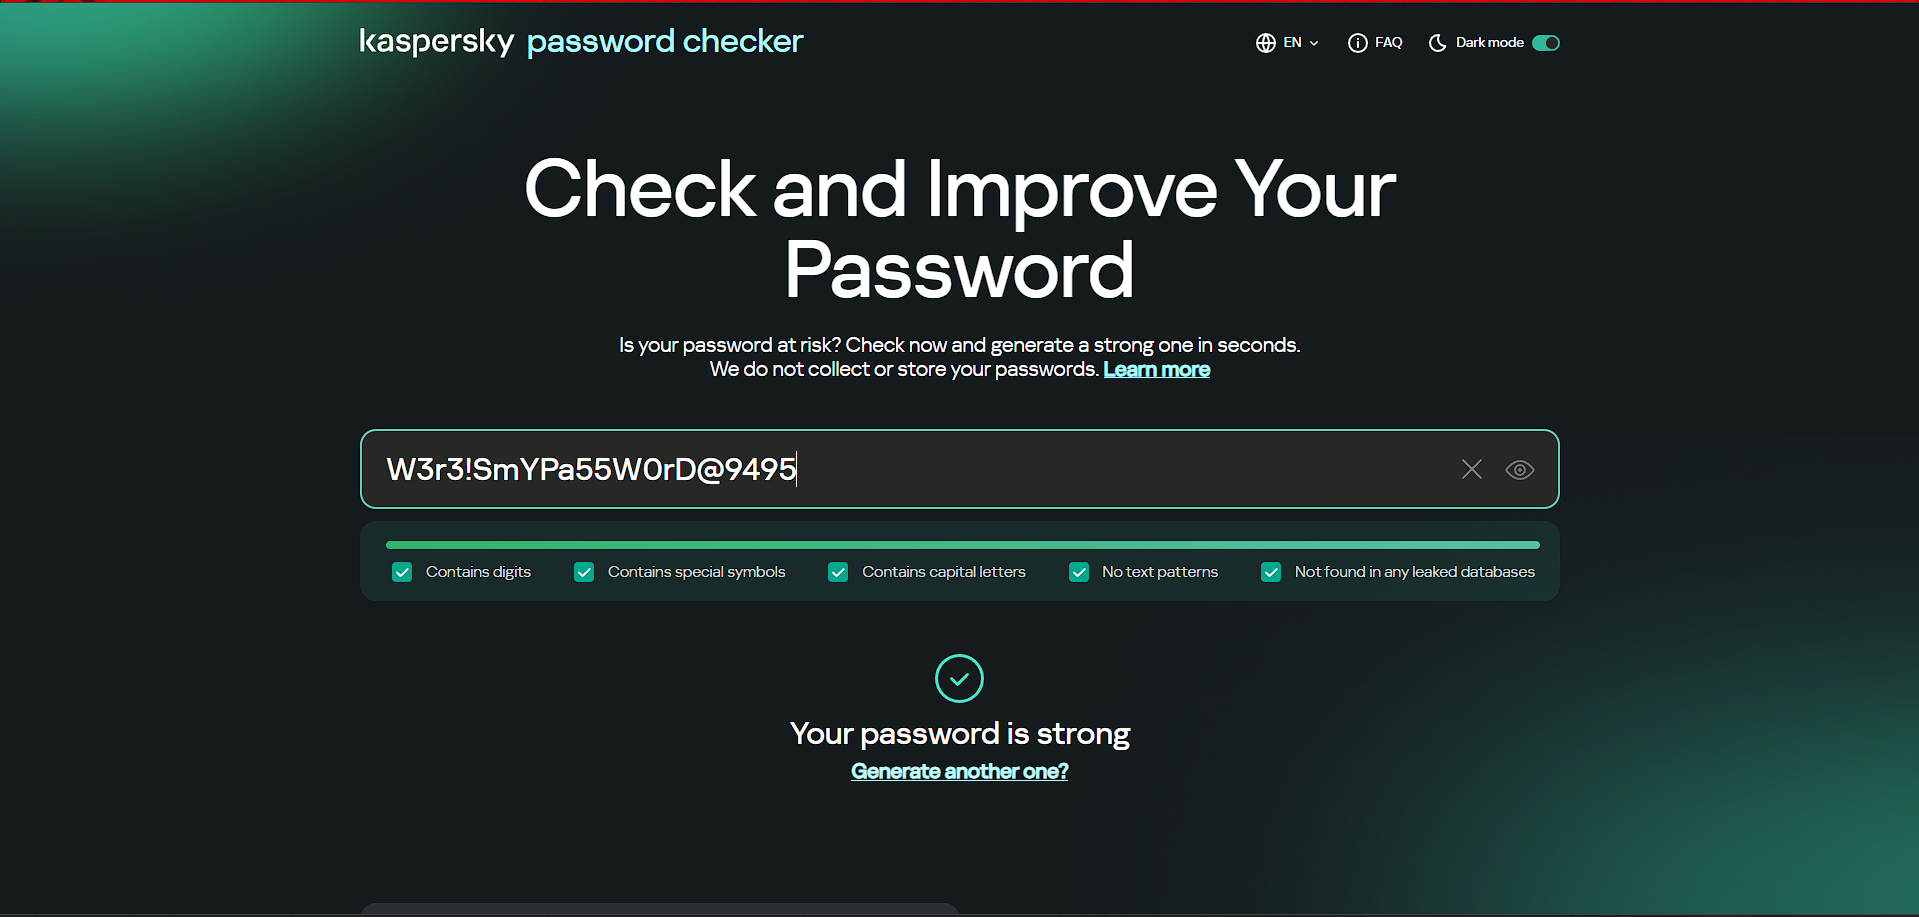 kaspersky password checker
EN
FAQ
Dark mode
Check and Improve Your
Password
Is your password at risk? Check now and generate a strong one in seconds.
We do not collect or store your passwords. Learn more
W3r3!SmYPa55W0rD@9495
Contains digits
Contains special symbols
Contains capital letters
No text patterns
Not found in any leaked databases
Your password is strong
Generate another one?